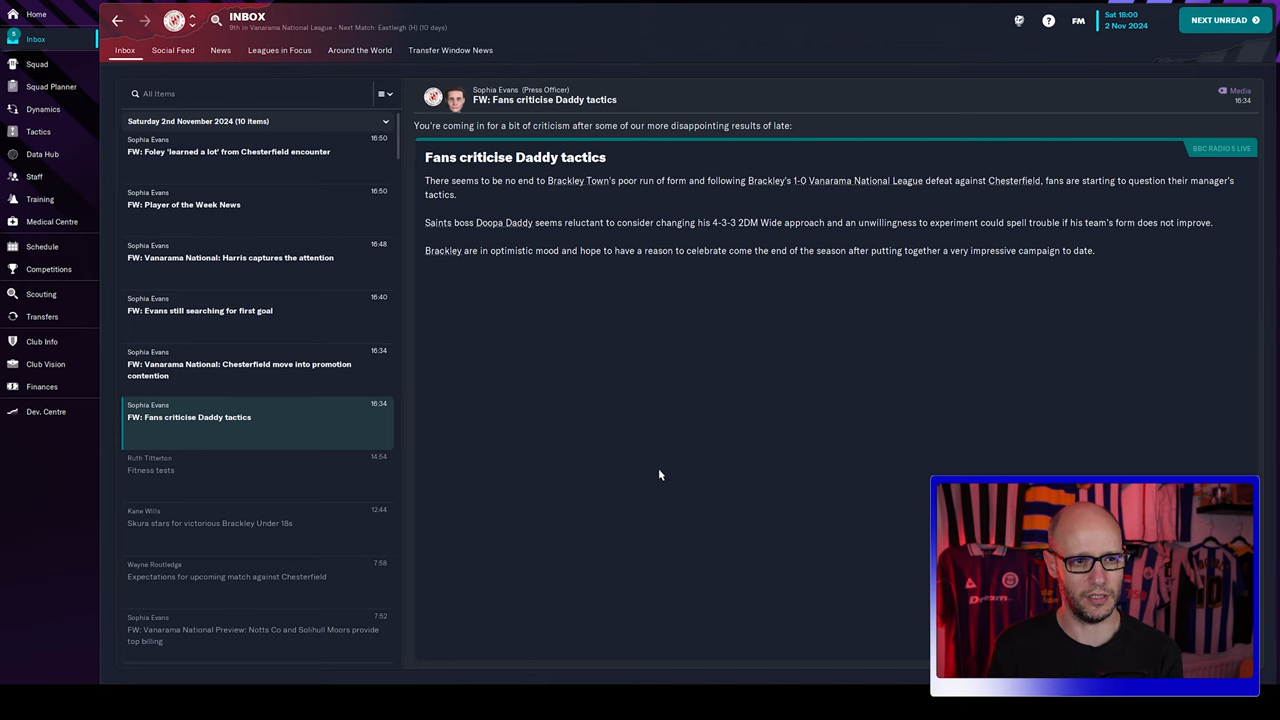 Home
5
Inbox
Squad
Squad Planner
Dynamics
Tactics
Data Hub
Staff
Training
Medical Centre
Schedule
Competitions
Scouting
Transfers
Club Info
Club Vision
Finances
Dev. Centre
INBOX
9th in Vanarama National League - Next Match: Eastleigh (H) (10 days)
FM
Sat 18:00
2 Nov 2024
NEXT UNREAD
Inbox
Social Feed
News
Leagues in Focus
Around the World
Transfer Window News
All Items
Saturday 2nd November 2024 (10 items)
Sophia Evans 16:50
FW: Foley 'learned a lot' from Chesterfield encounter
Sophia Evans 16:50
FW: Player of the Week News
Sophia Evans 16:48
FW: Vanarama National: Harris captures the attention
Sophia Evans 16:40
FW: Evans still searching for first goal
Sophia Evans 16:34
FW: Vanarama National: Chesterfield move into promotion
contention
Sophia Evans 16:34
FW: Fans criticise Daddy tactics
Ruth Titterton 14:54
Fitness tests
Kane Wills 12:44
Skura stars for victorious Brackley Under 18s
Wayne Routledge 7:58
Expectations for upcoming match against Chesterfield
Sophia Evans 7:52
FW: Vanarama National Preview: Notts Co and Solihull Moors provide
top billing
Sophia Evans (Press Officer)
FW: Fans criticise Daddy tactics
Media
16:34
You're coming in for a bit of criticism after some of our more disappointing results of late:
BBC RADIO 5 LIVE
Fans criticise Daddy tactics
There seems to be no end to Brackley Town's poor run of form and following Brackley's 1-0 Vanarama National League defeat against Chesterfield, fans are starting to question their manager's
tactics.
Saints boss Doopa Daddy seems reluctant to consider changing his 4-3-3 2DM Wide approach and an unwillingness to experiment could spell trouble if his team's form does not improve.
Brackley are in optimistic mood and hope to have a reason to celebrate come the end of the season after putting together a very impressive campaign to date.